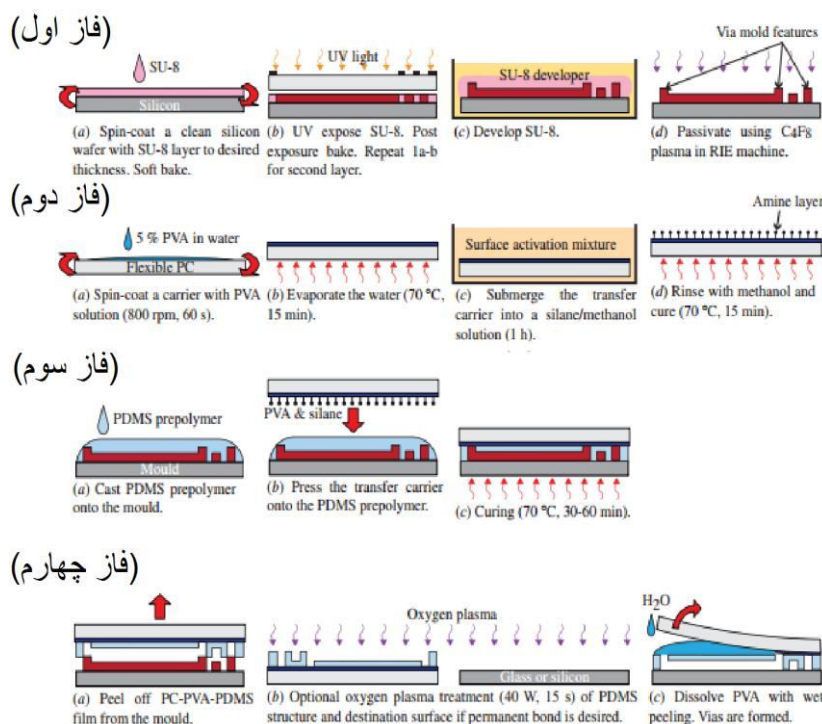 فاز اول)
SU-8
Silicon
(a) Spin-coat a clean silicon
wafer with SU-8 layer to desired
thickness. Soft bake.
UV light
(b) UV expose SU-8. Post
exposure bake. Repeat 1a-b
for second layer.
SU-8 developer
(c) Develop SU-8.
Via mold features
(d) Passivate using C4F8
plasma in RIE machine.
فاز دوم)
5 % PVA in water
Flexible PC
(a) Spin-coat a carrier with PVA
solution (800 rpm, 60 s).
(b) Evaporate the water (70 °C,
15 min).
Surface activation mixture
(c) Submerge the transfer
carrier into a silane/methanol
solution (1 h).
Amine layer
(d) Rinse with methanol and
cure (70 °C, 15 min).
فاز سوم)
PDMS prepolymer
Mould
(a) Cast PDMS prepolymer
onto the mould.
PVA & silane
(b) Press the transfer carrier
onto the PDMS prepolymer.
(c) Curing (70 °C, 30-60 min).
فاز چهارم)
(a) Peel off PC-PVA-PDMS
film from the mould.
Oxygen plasma
Glass or silicon
(b) Optional oxygen plasma treatment (40 W, 15 s) of PDMS
structure and destination surface if permanent bond is desired.
H2O
(c) Dissolve PVA with wet
peeling. Vias are formed.